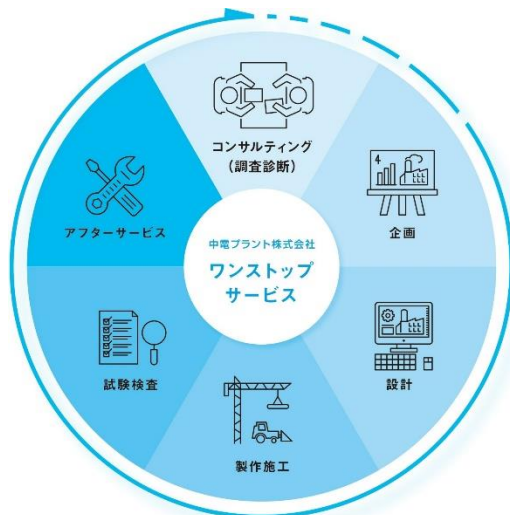 コンサルティング
(調査診断)
4
企画
設計
製作施工
試験検査
アフターサービス
中電プラント株式会社
ワンストップ
サービス